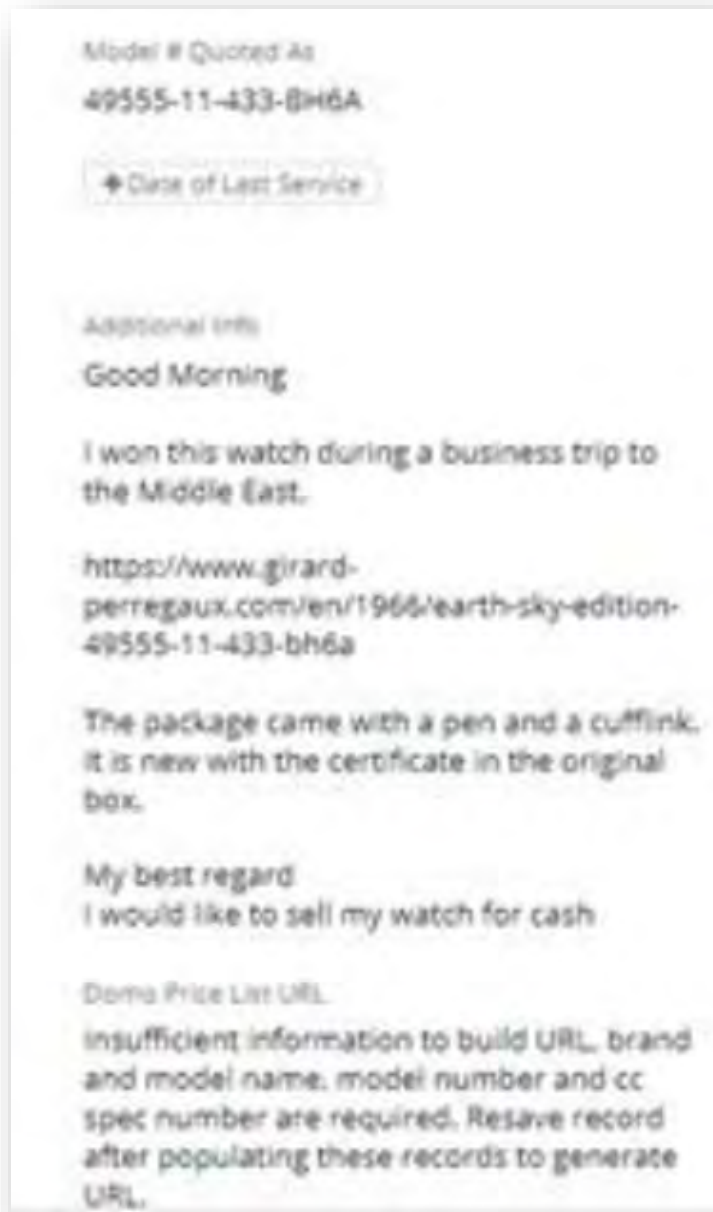 Model # Quoted As
49555-11-433-BH6A
+Date of Last Service
Additional Info
Good Morning
I won this watch during a business trip to
the Middle East.
https://www.girard-
perregaux.com/en/1966/earth-sky-edition-
49555-11-433-bh6a
The package came with a pen and a cufflink.
it is new with the certificate in the original
box.
My best regard
I would like to sell my watch for cash
Domo Price List URL
Insufficient information to build URL. brand
and model name. model number and cc
spec number are required. Resave record
after populating these records to generate
URL.